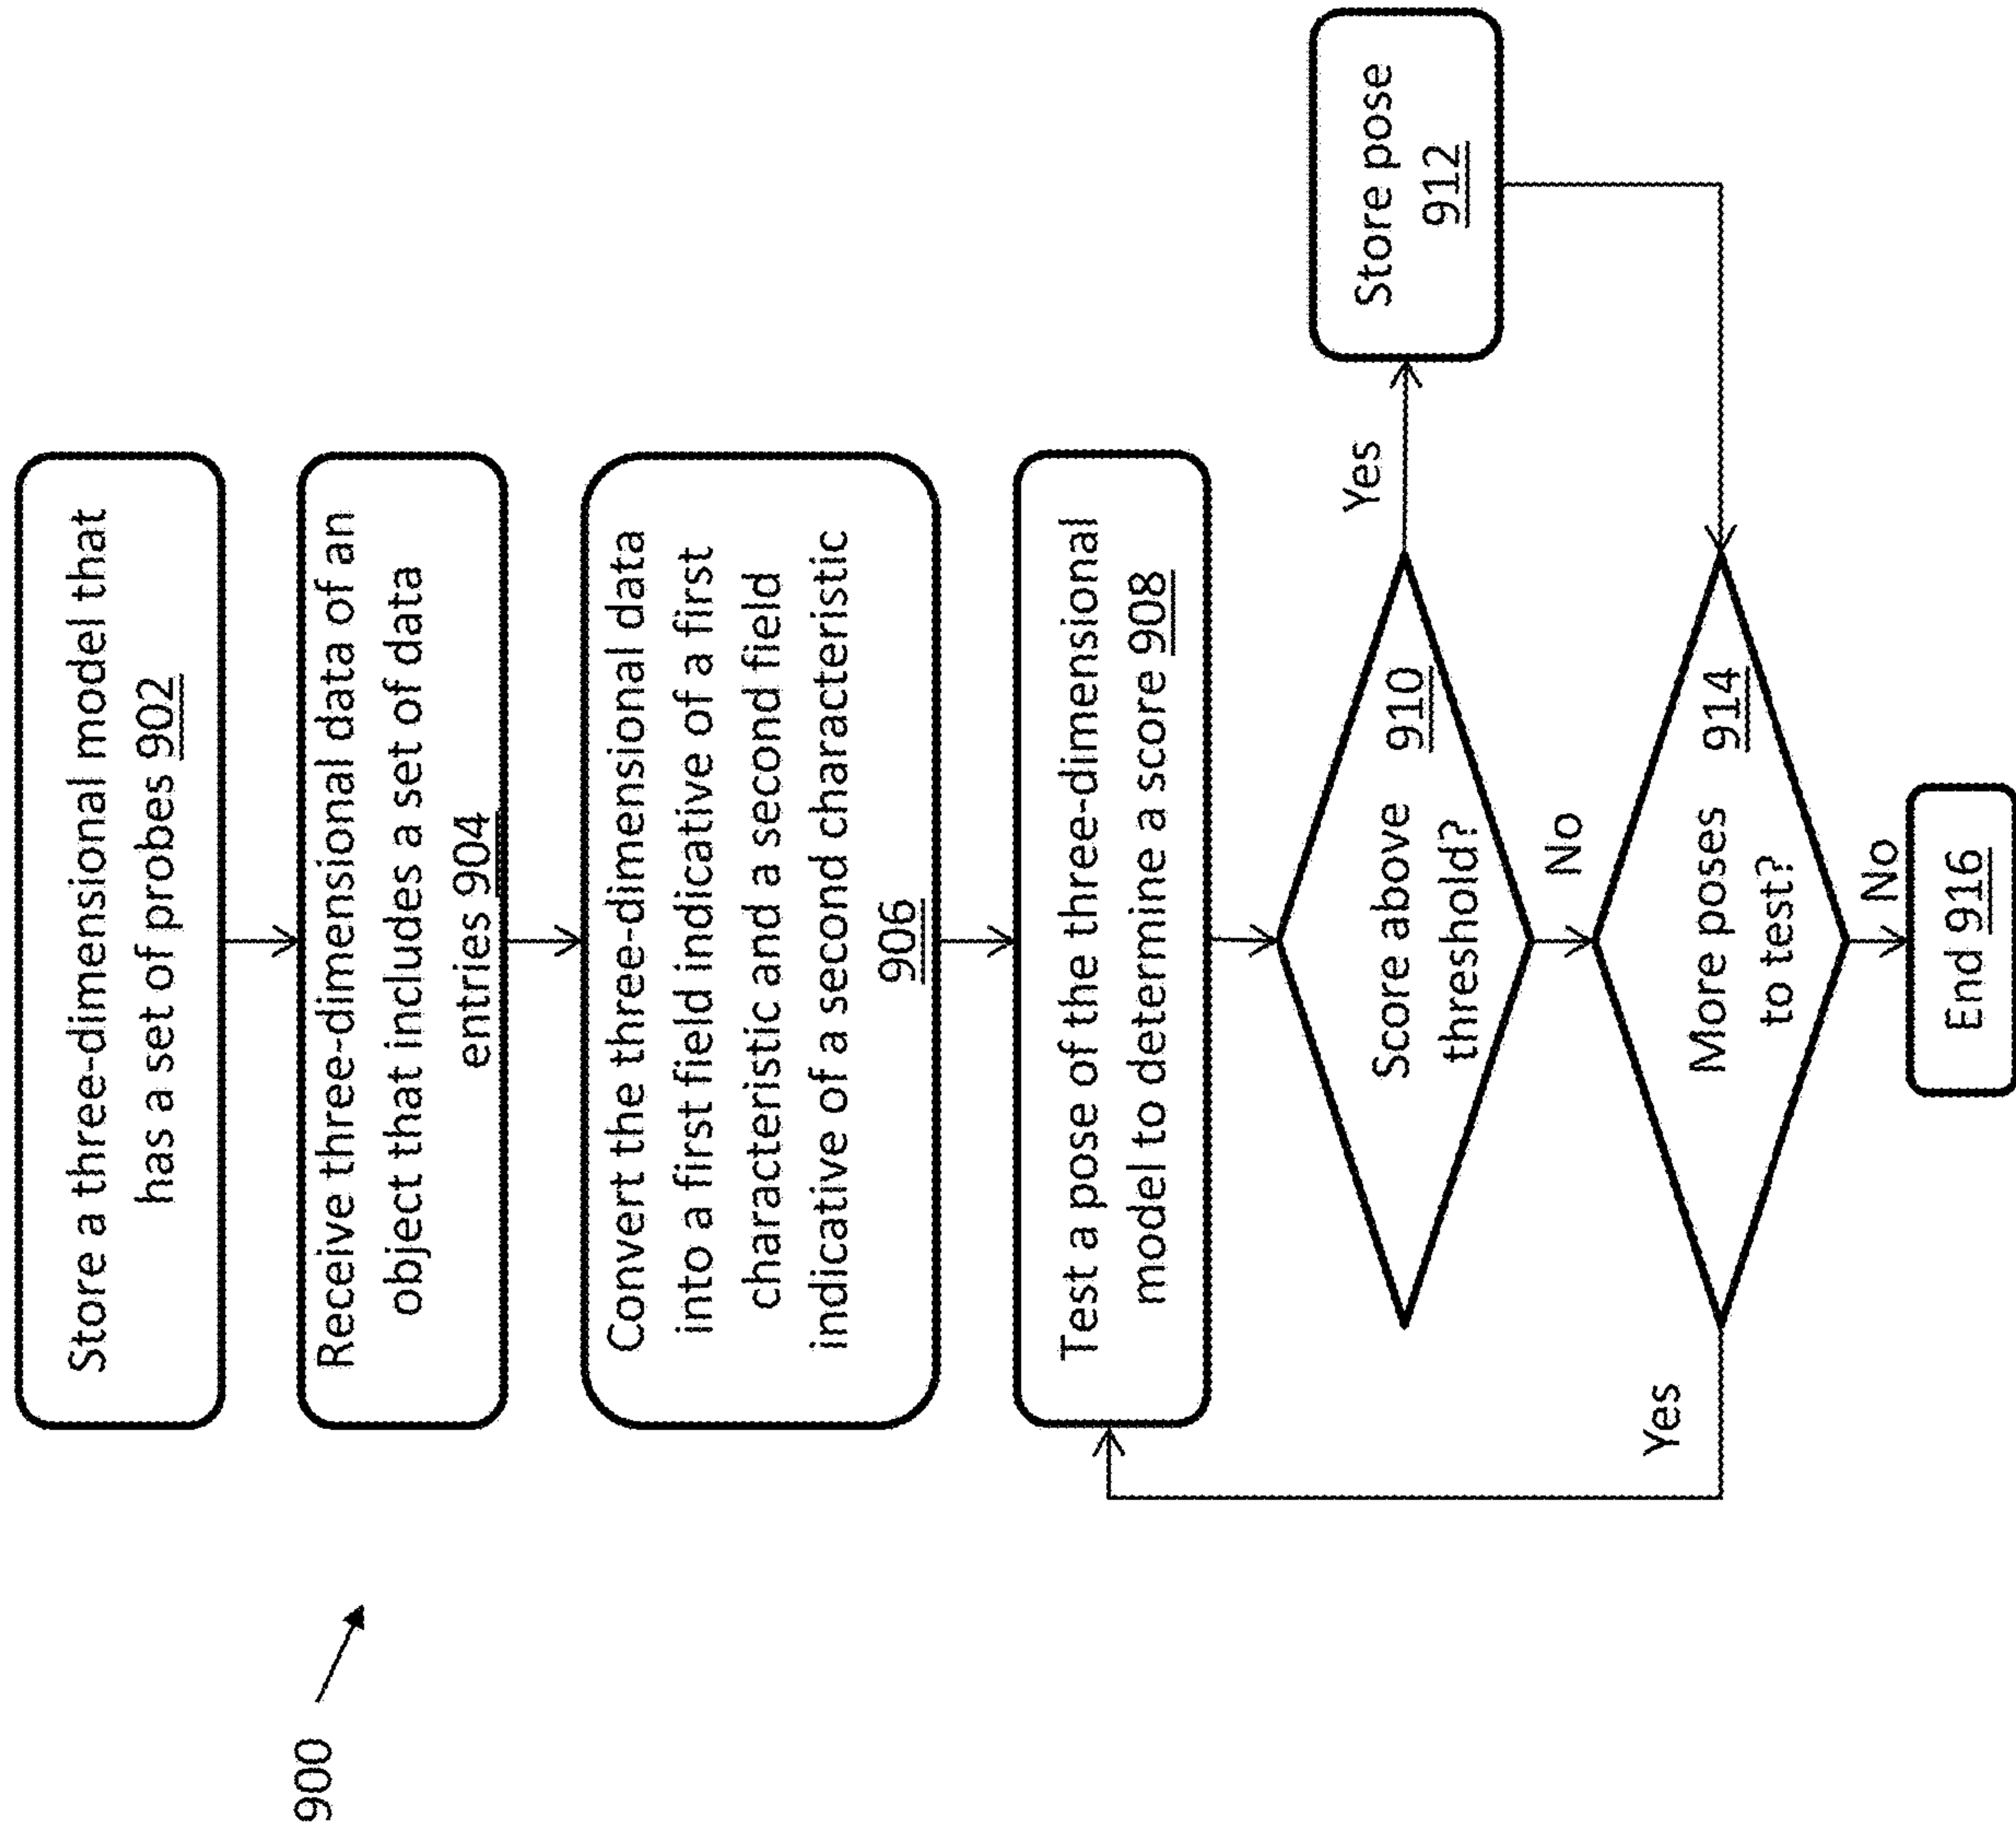 900
Store a three-dimensional model that
has a set of probes 902
Receive three-dimensional data of an
object that includes a set of data
entries 904
Convert the three-dimensional data
into a first field indicative of a first
characteristic and a second field
indicative of a second characteristic
906
Test a pose of the three-dimensional
model to determine a score 908
Score above
threshold?
910
Yes
Store pose
912
No
More poses
to test?
914
Yes
No
End 916